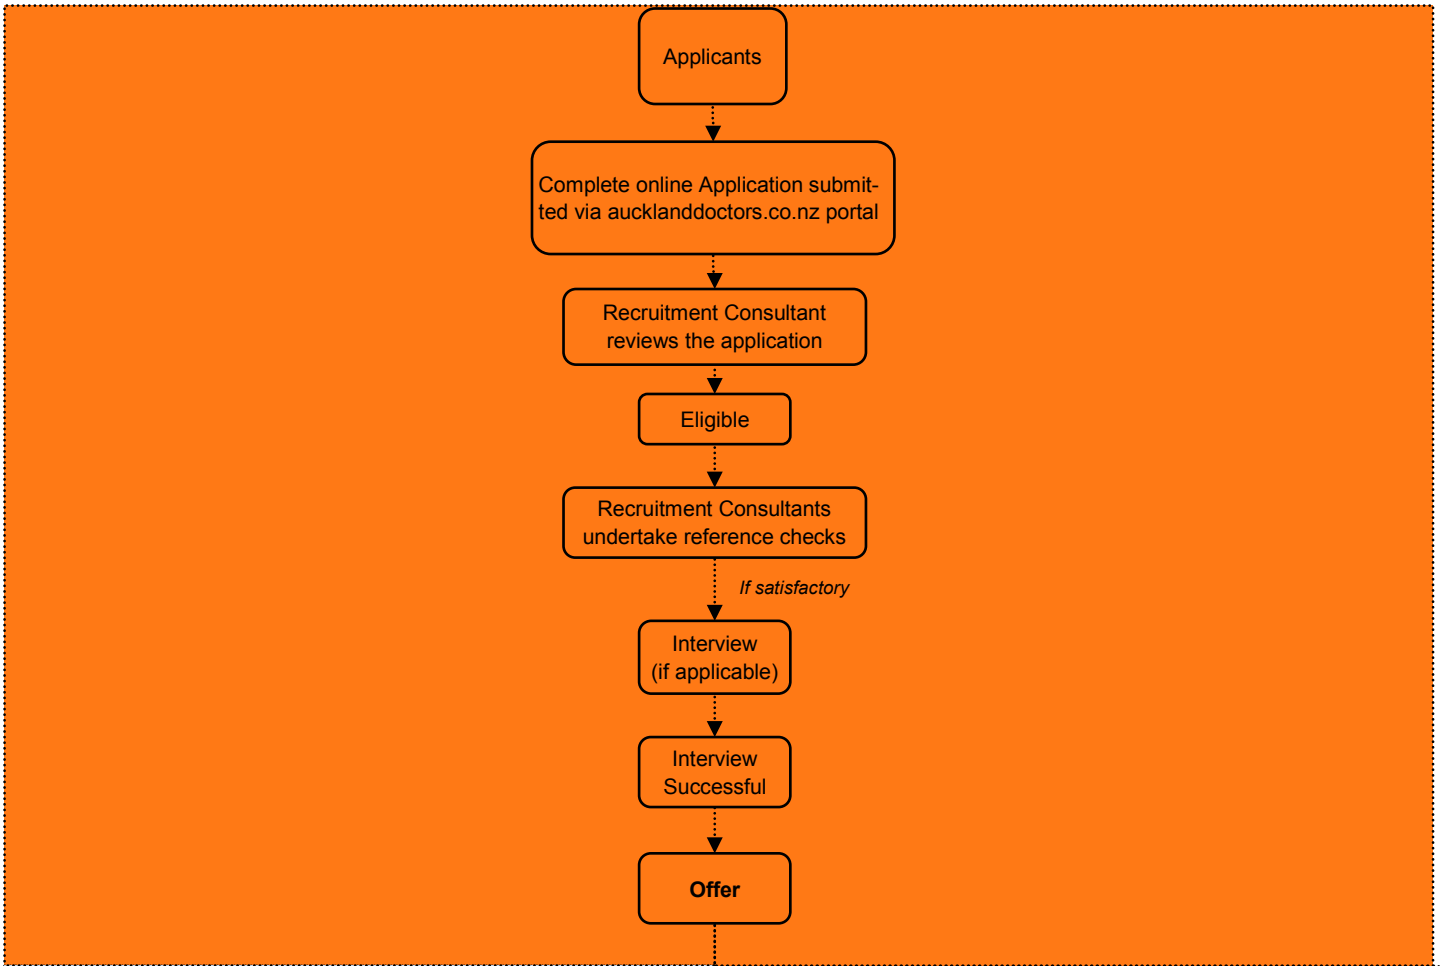 Applicants
Complete online Application submit-
ted via aucklanddoctors.co.nz portal
Recruitment Consultant
reviews the application
Eligible
Recruitment Consultants
undertake reference checks
If satisfactory
Interview
(if applicable)
Interview
Successful
Offer